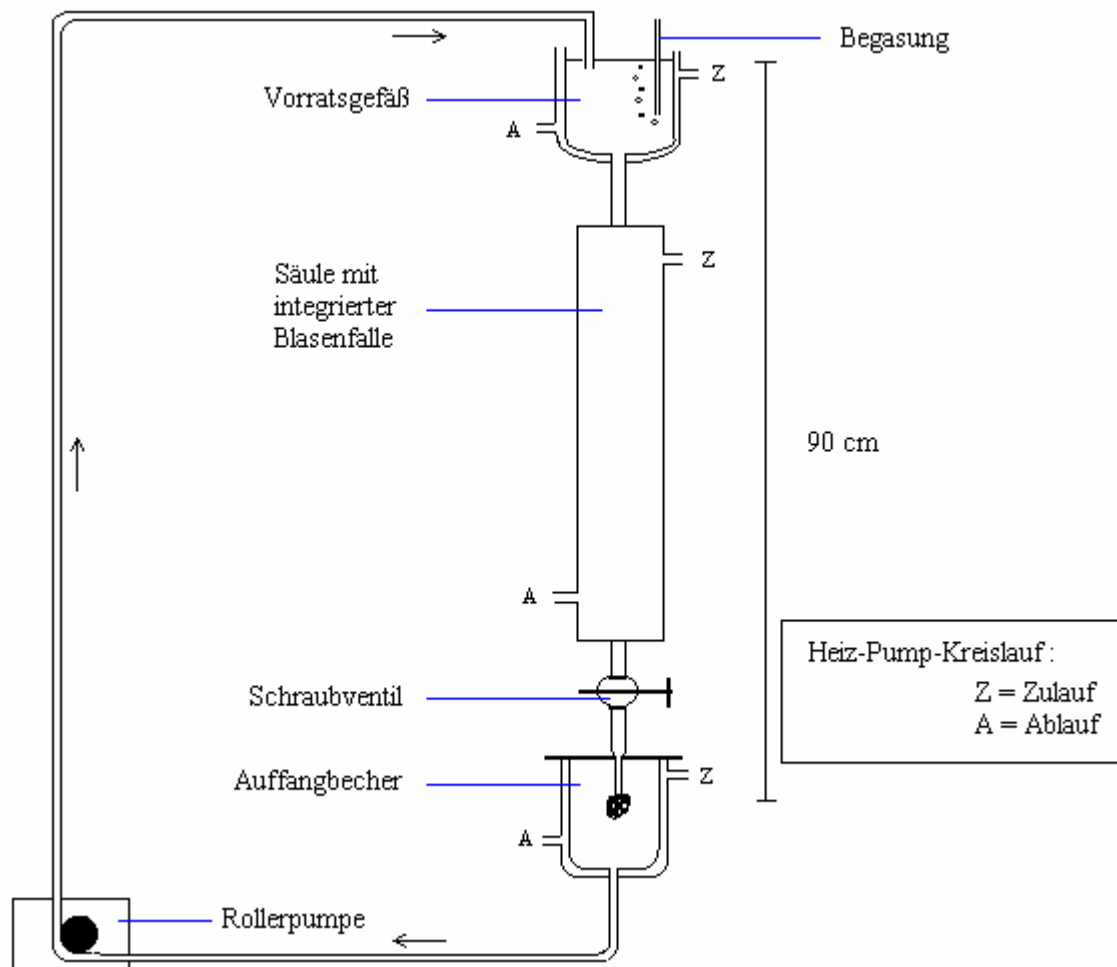 Begasung
Z
Vorratsgefäß
A
Z
Säule mit
integrierter
Blasenfalle
90 cm
A
Heiz-Pump-Kreislauf :
Z = Zulauf
A = Ablauf
Schraubventil
Auffangbecher
Z
A
Rollerpumpe